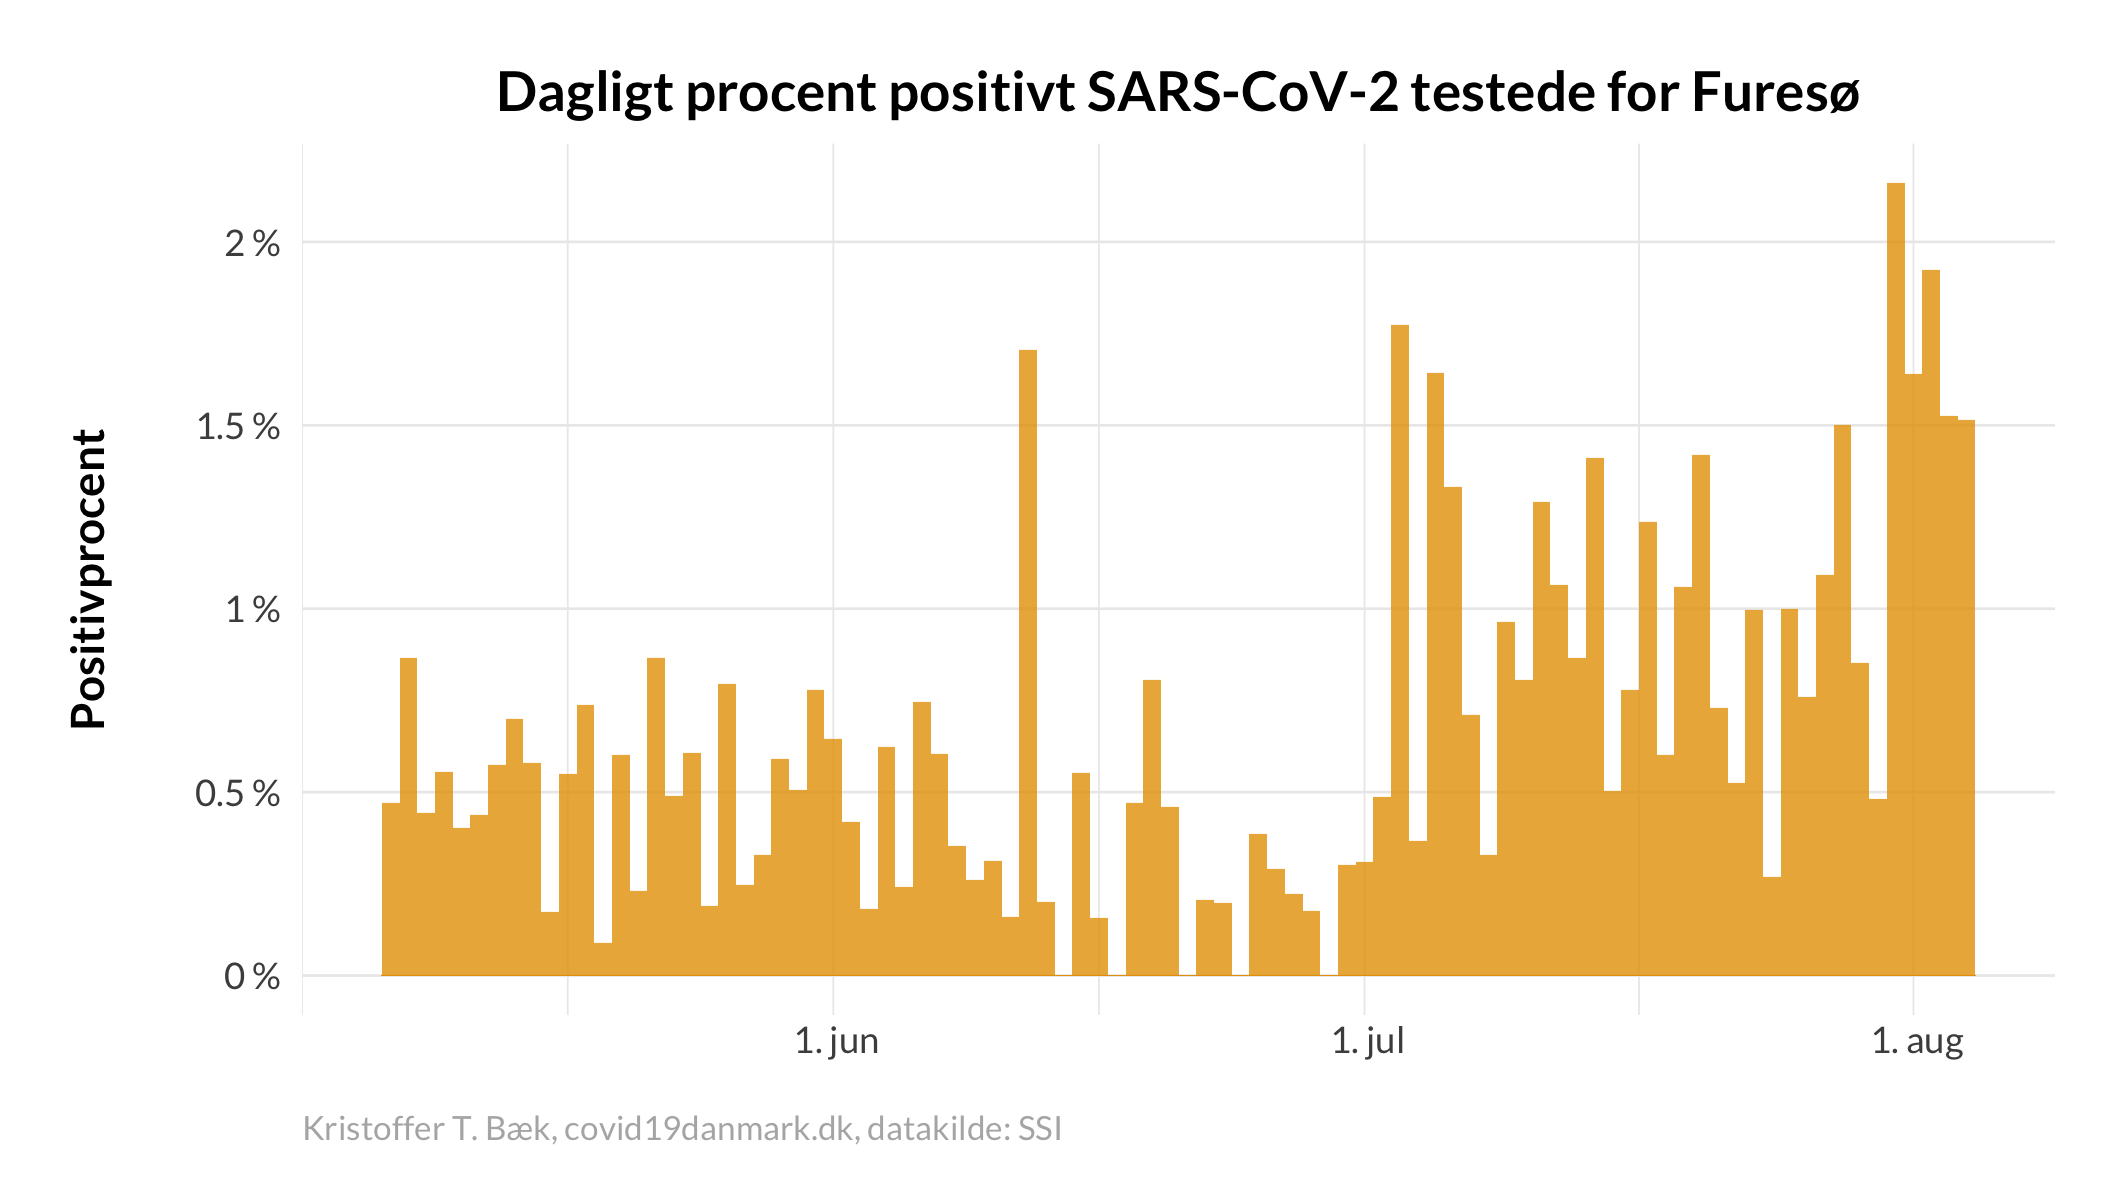 Dagligt procent positivt SARS-CoV-2 testede for Furesø
Positivprocent
2 %
1.5 %
1 %
0.5 %
0 %
1. jun
1. jul
1. aug
Kristoffer T. Bæk, covid19danmark.dk, datakilde: SSI